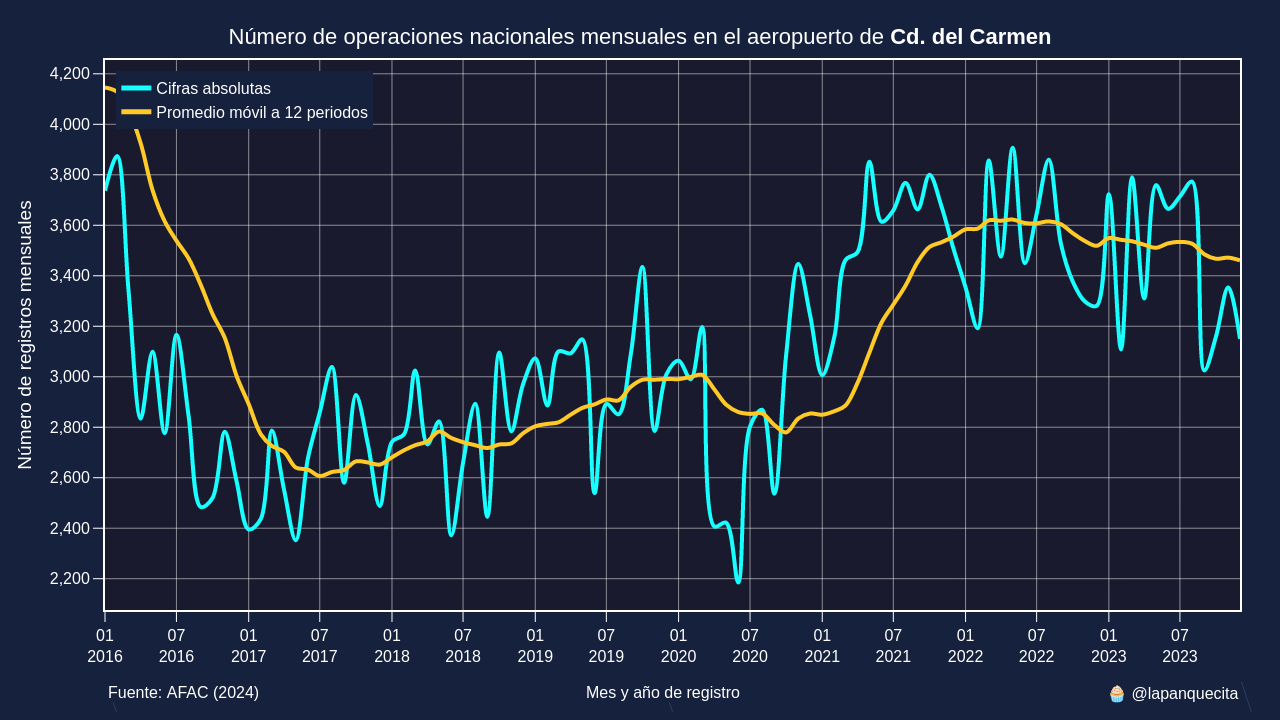 Número de operaciones nacionales mensuales en el aeropuerto de Cd. del Carmen
Cifras absolutas
Promedio móvil a 12 periodos
Número de registros mensuales
4,200
4,000
3,800
3,600
3,400
3,200
3,000
2,800
2,600
2,400
2,200
01 07 01 07 01 07 01 07 01 07 01 07 01 07 01 07
2016 2016 2017 2017 2018 2018 2019 2019 2020 2020 2021 2021 2022 2022 2023 2023
Fuente: AFAC (2024)
Mes y año de registro
🧁 @lapanquecita